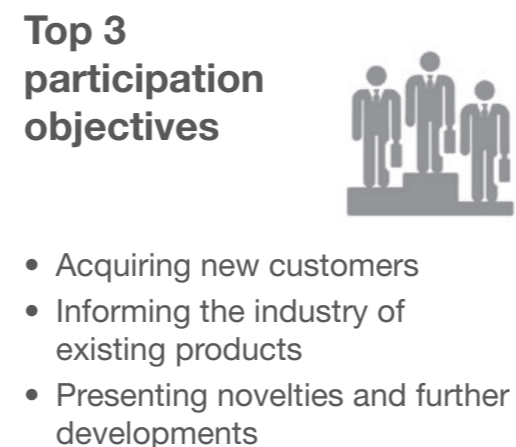 Top 3
participation
objectives
• Acquiring new customers
• Informing the industry of
existing products
• Presenting novelties and further
developments